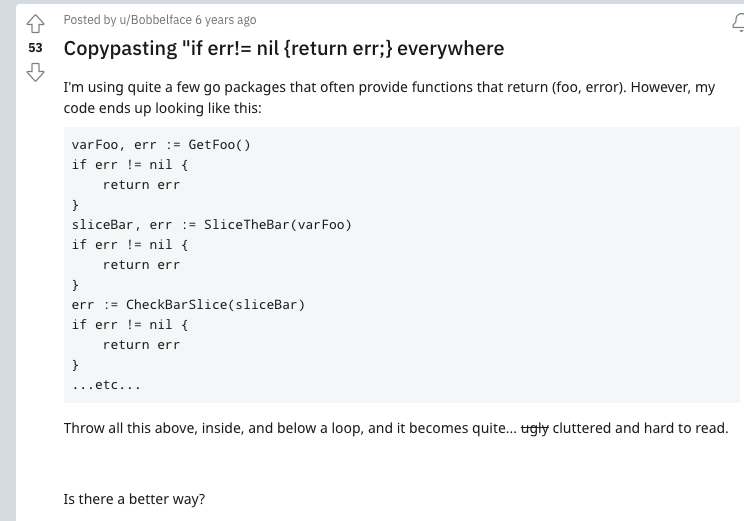 Posted by u/Bobbelface 6 years ago
53
Copypasting "if err!= nil {return err;} everywhere
I'm using quite a few go packages that often provide functions that return (foo, error). However, my
code ends up looking like this:
varFoo, err := GetFoo()
if err != nil {
    return err
}
sliceBar, err := SliceTheBar(varFoo)
if err != nil {
    return err
}
err := CheckBarSlice(sliceBar)
if err != nil {
    return err
}
...etc...
Throw all this above, inside, and below a loop, and it becomes quite... ugly cluttered and hard to read.
Is there a better way?